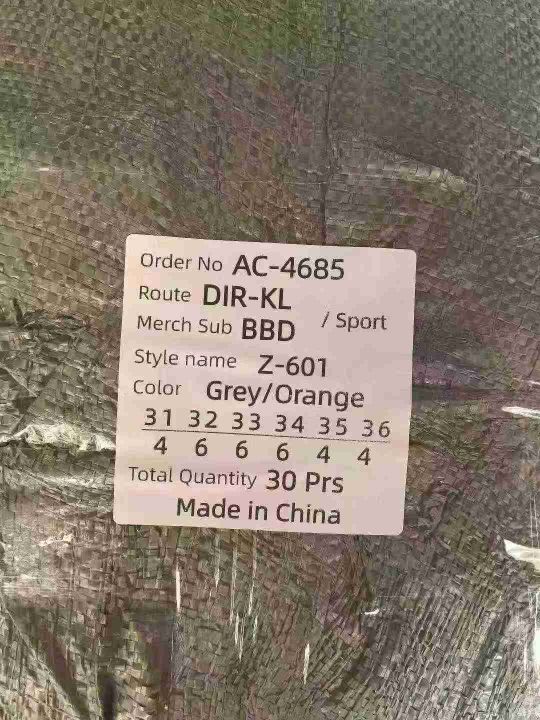 Order No AC-4685
Route DIR-KL
Merch Sub BBD / Sport
Style name Z-601
Color Grey/Orange
31 32 33 34 35 36
4 6 6 6 4 4
Total Quantity 30 Prs
Made in China